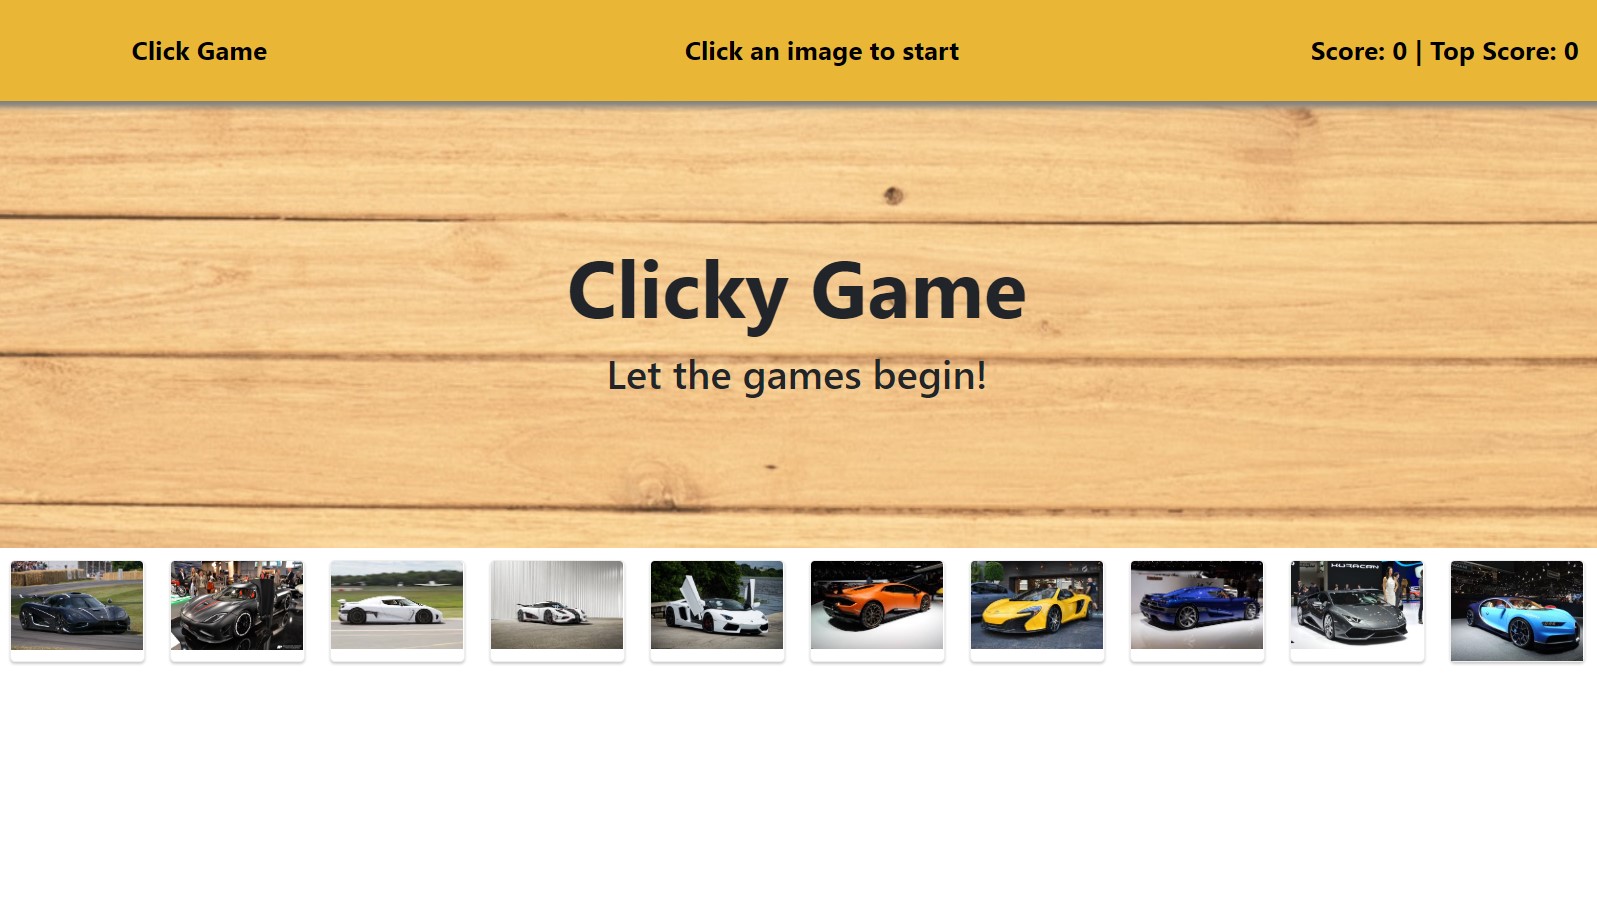 Click Game
Click an image to start
Score: 0 | Top Score: 0
Clicky Game
Let the games begin!
HURACAN